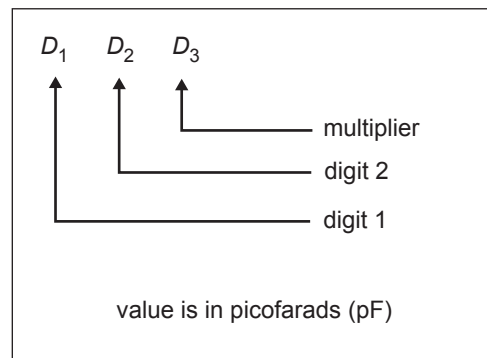 D₁ D₂ D₃
multiplier
digit 2
digit 1
value is in picofarads (pF)